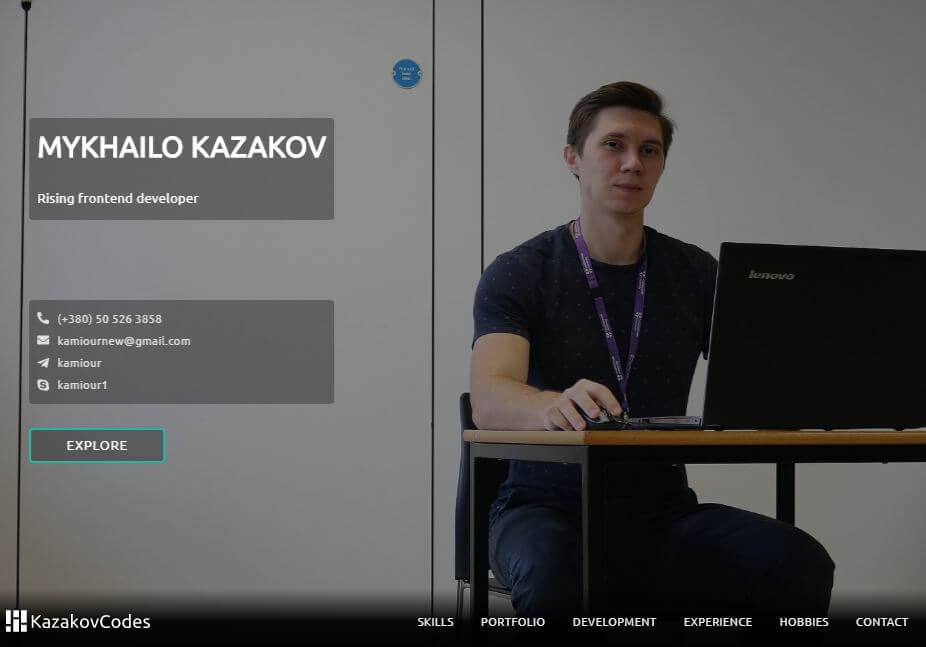 MYKHAILO KAZAKOV
Rising frontend developer
(+380) 50 526 3858
kamiournew@gmail.com
kamiour
kamiour1
EXPLORE
lenovo
KazakovCodes
SKILLS PORTFOLIO DEVELOPMENT EXPERIENCE HOBBIES CONTACT